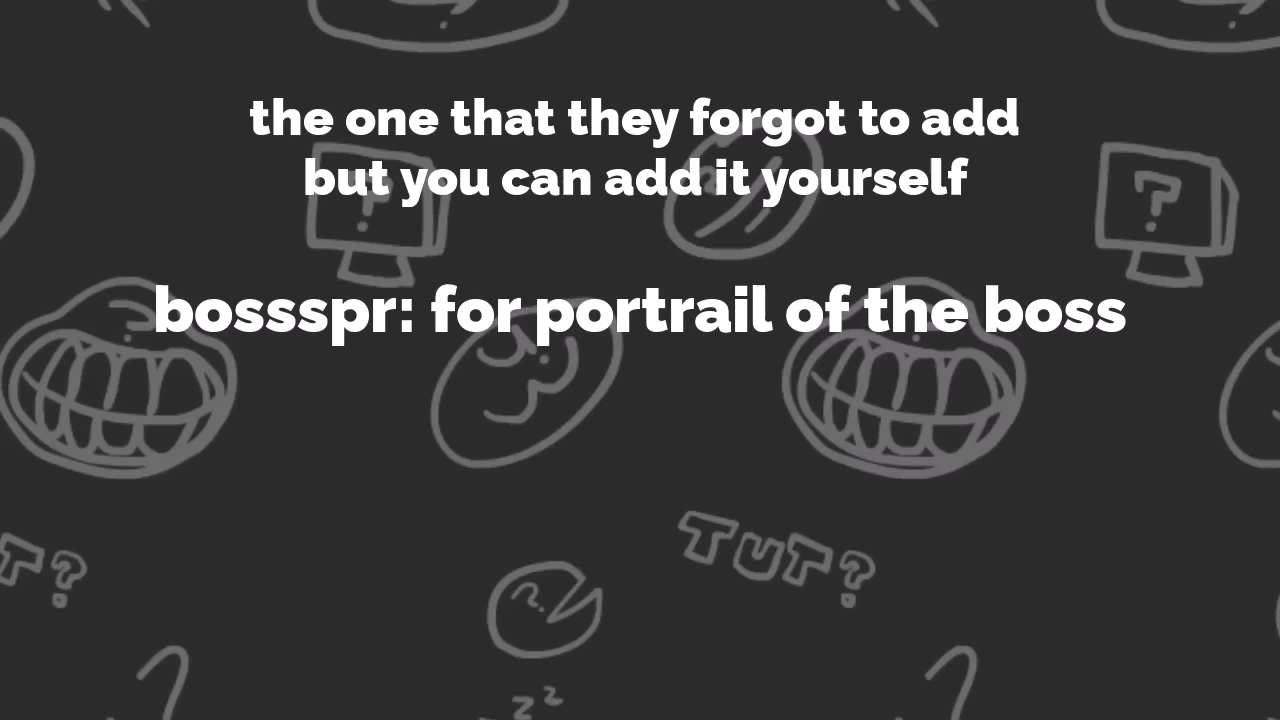 the one that they forgot to add
but you can add it yourself
bossspr: for portrail of the boss
?
?
TUT?
T?
?
z z